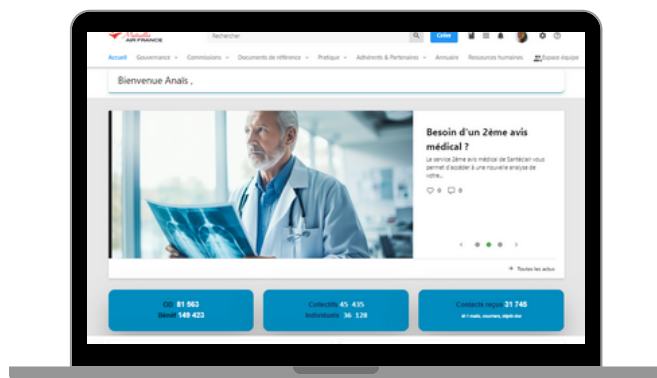 Mutuelle
AIR FRANCE
Rechercher
Créer
Accueil Gouvernance Commissions Documents de référence Pratique Adhérents & Partenaires Annuaire Ressources humaines Espace équipe
Bienvenue Anaïs ,
Besoin d'un 2ème avis
médical ?
Le service 2ème avis médical de Santéclair vous
permet d'accéder à une nouvelle analyse de
votre...
0 0
Toutes les actus
OD 81 563
Bénéf 149 423
Collectifs 45 435
Individuels 36 128
Contacts reçus 31 745